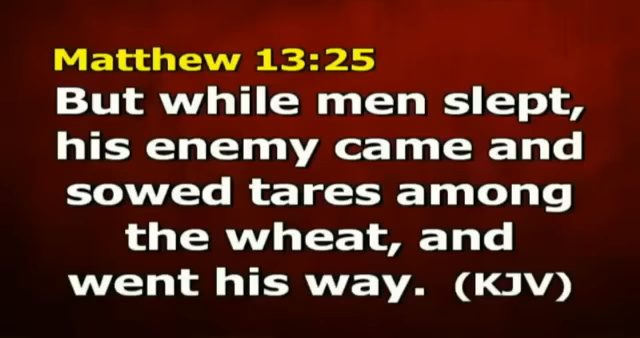 Matthew 13:25
But while men slept,
his enemy came and
sowed tares among
the wheat, and
went his way. (KJV)